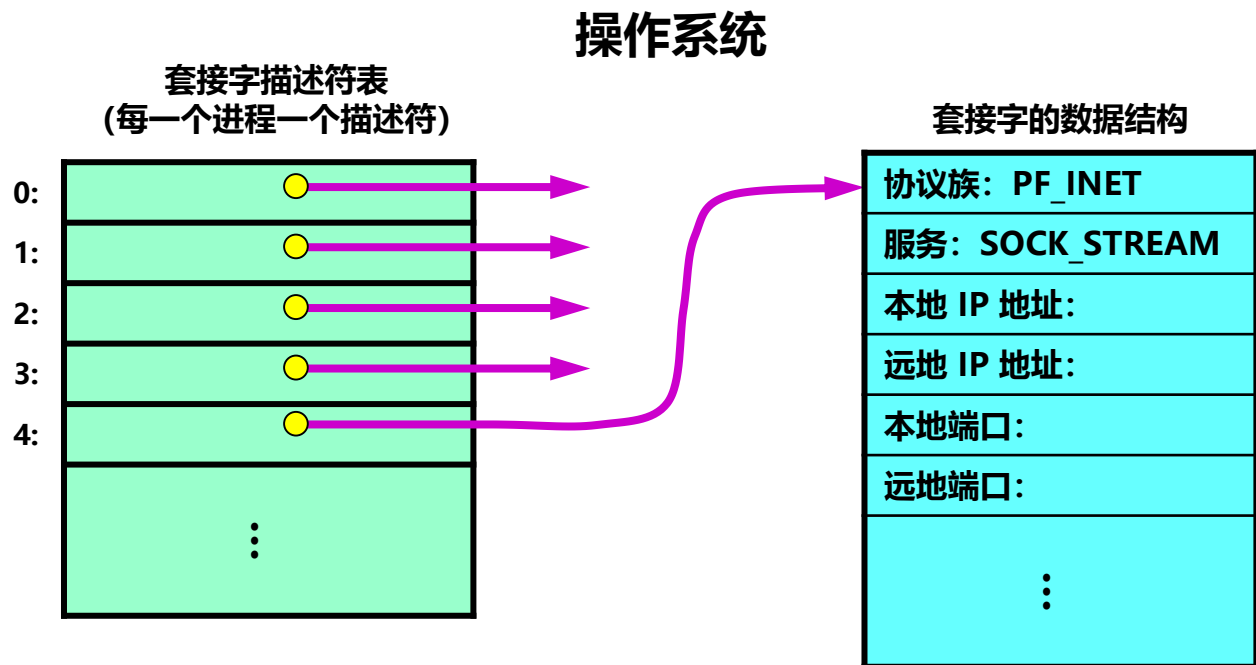 操作系统
套接字描述符表
（每一个进程一个描述符）
0:
1:
2:
3:
4:
套接字的数据结构
协议族：PF_INET
服务：SOCK_STREAM
本地 IP 地址：
远地 IP 地址：
本地端口：
远地端口：